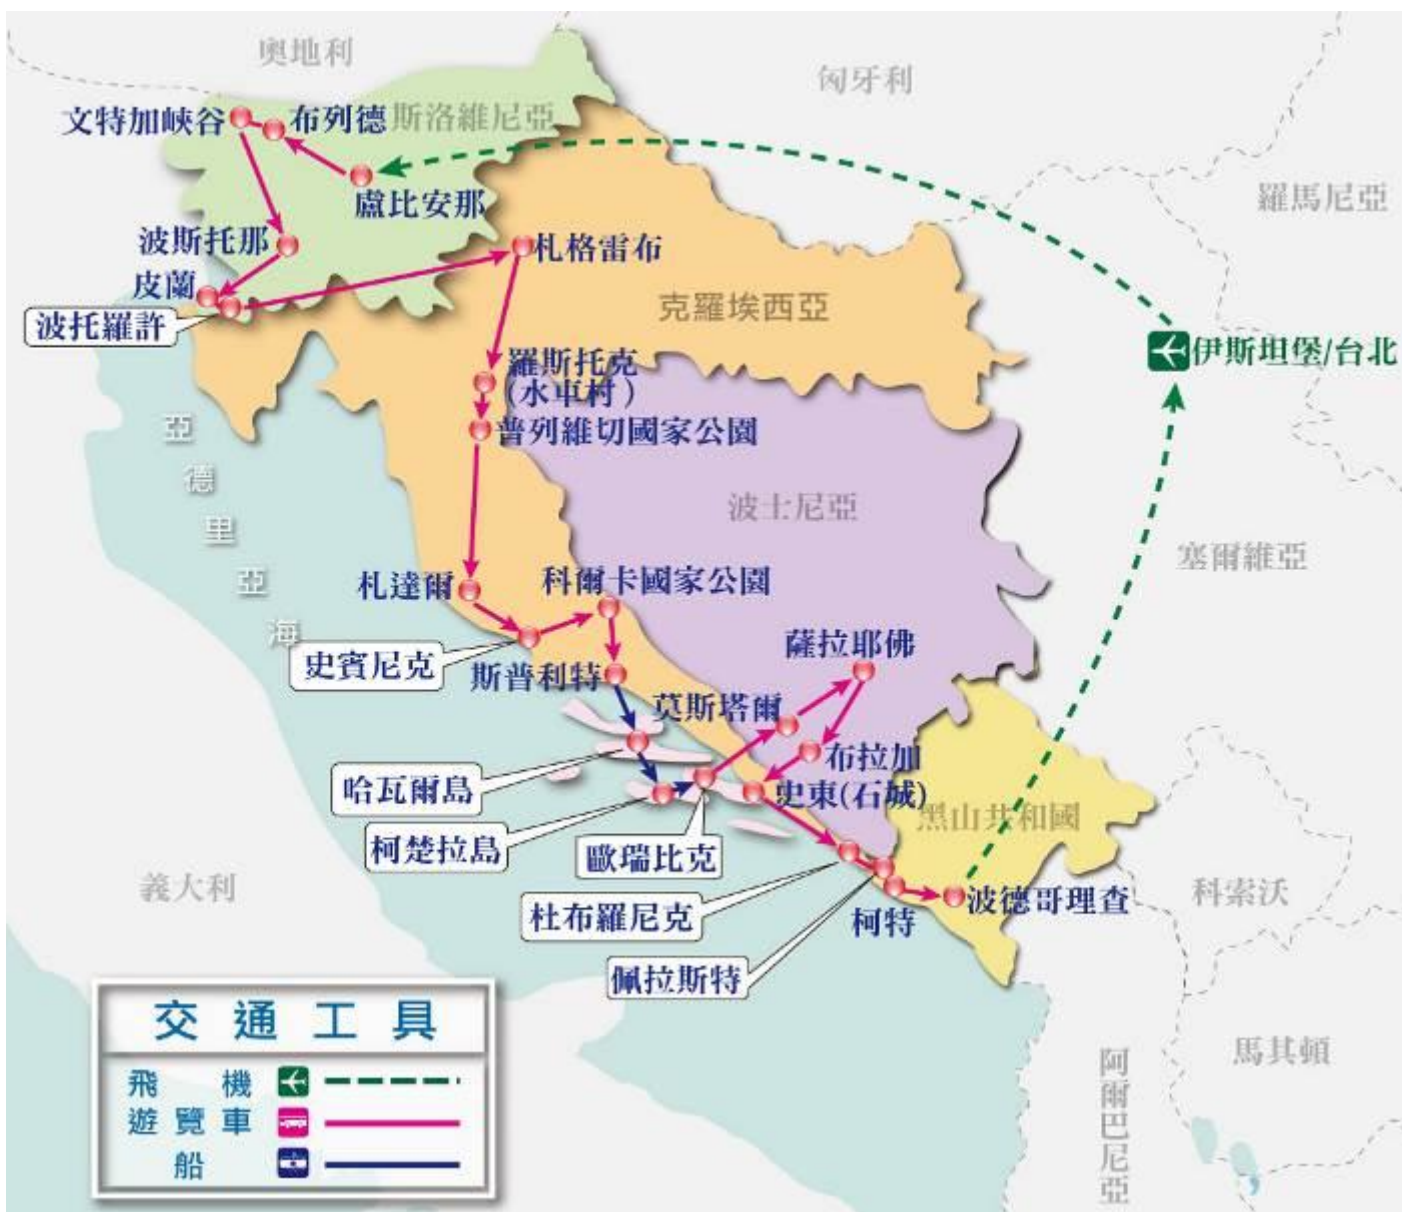 奧地利
匈牙利
文特加峽谷
布列德
斯洛維尼亞
盧比安那
羅馬尼亞
波斯托那
札格雷布
皮蘭
波托羅許
克羅埃西亞
伊斯坦堡/台北
羅斯托克
(水車村)
普列維切國家公園
亞德里亞海
波士尼亞
塞爾維亞
札達爾
科爾卡國家公園
史賓尼克
斯普利特
薩拉耶佛
莫斯塔爾
布拉加
哈瓦爾島
史東(石城)
柯楚拉島
歐瑞比克
黑山共和國
義大利
杜布羅尼克
柯特
波德哥理查
科索沃
佩拉斯特
交通工具
飛機
遊覽車
船
馬其頓
阿爾巴尼亞